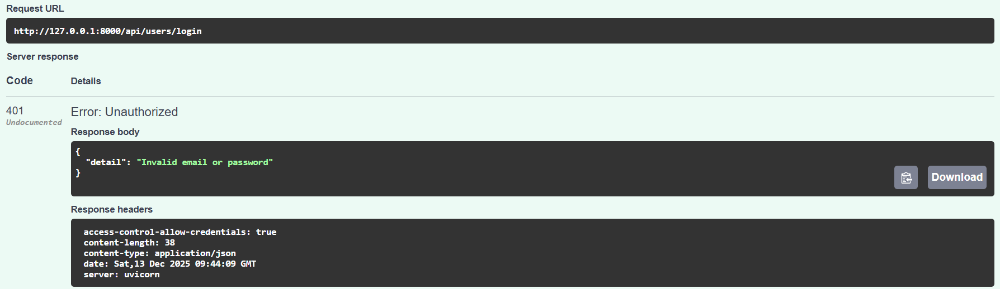 Request URL
http://127.0.0.1:8000/api/users/login
Server response
Code Details
401 Error: Unauthorized
Undocumented
Response body
{
  "detail": "Invalid email or password"
}
Download
Response headers
access-control-allow-credentials: true
content-length: 38
content-type: application/json
date: Sat,13 Dec 2025 09:44:09 GMT
server: uvicorn